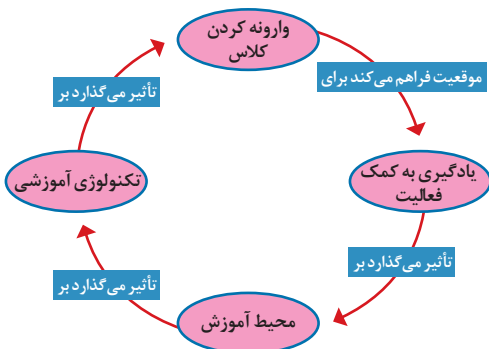 وارونه کردن
کلاس
موقعیت فراهم می‌کند برای
یادگیری به کمک
فعالیت
تأثیر می‌گذارد بر
محیط آموزش
تأثیر می‌گذارد بر
تکنولوژی آموزشی
تأثیر می‌گذارد بر